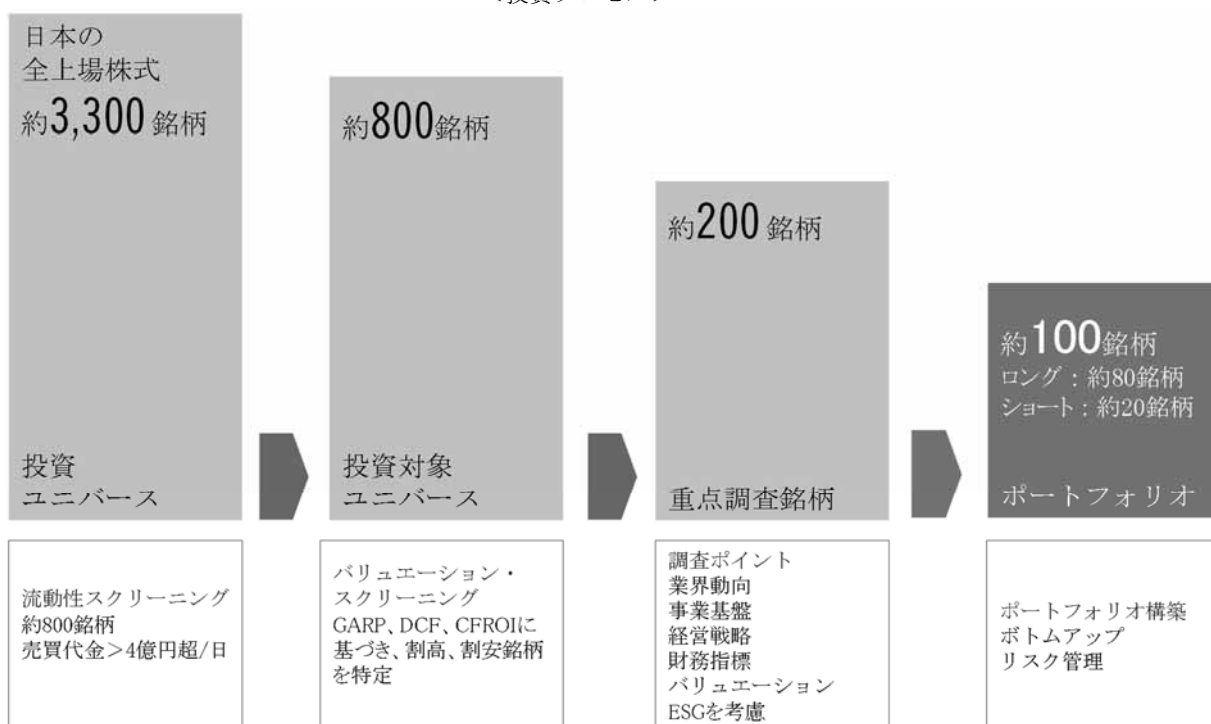 日本の
全上場株式
約3,300銘柄
投資
ユニバース
流動性スクリーニング
約800銘柄
売買代金＞4億円超/日
約800銘柄
投資対象
ユニバース
バリュエーション・
スクリーニング
GARP、DCF、CFROIに
基づき、割高、割安銘柄
を特定
約200銘柄
重点調査銘柄
調査ポイント
業界動向
事業基盤
経営戦略
財務指標
バリュエーション
ESGを考慮
約100銘柄
ロング：約80銘柄
ショート：約20銘柄
ポートフォリオ
ポートフォリオ構築
ボトムアップ
リスク管理